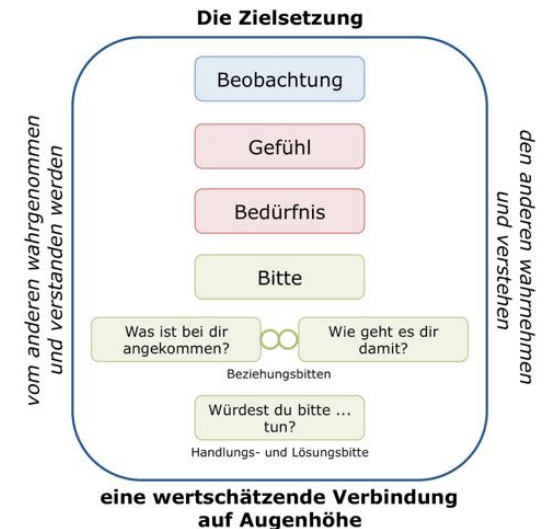 Die Zielsetzung
vom anderen wahrgenommen
und verstanden werden
den anderen wahrnehmen
und verstehen
Beobachtung
Gefühl
Bedürfnis
Bitte
Was ist bei dir
angekommen?
Wie geht es dir
damit?
Beziehungsbitten
Würdest du bitte ...
tun?
Handlungs- und Lösungsbitte
eine wertschätzende Verbindung
auf Augenhöhe